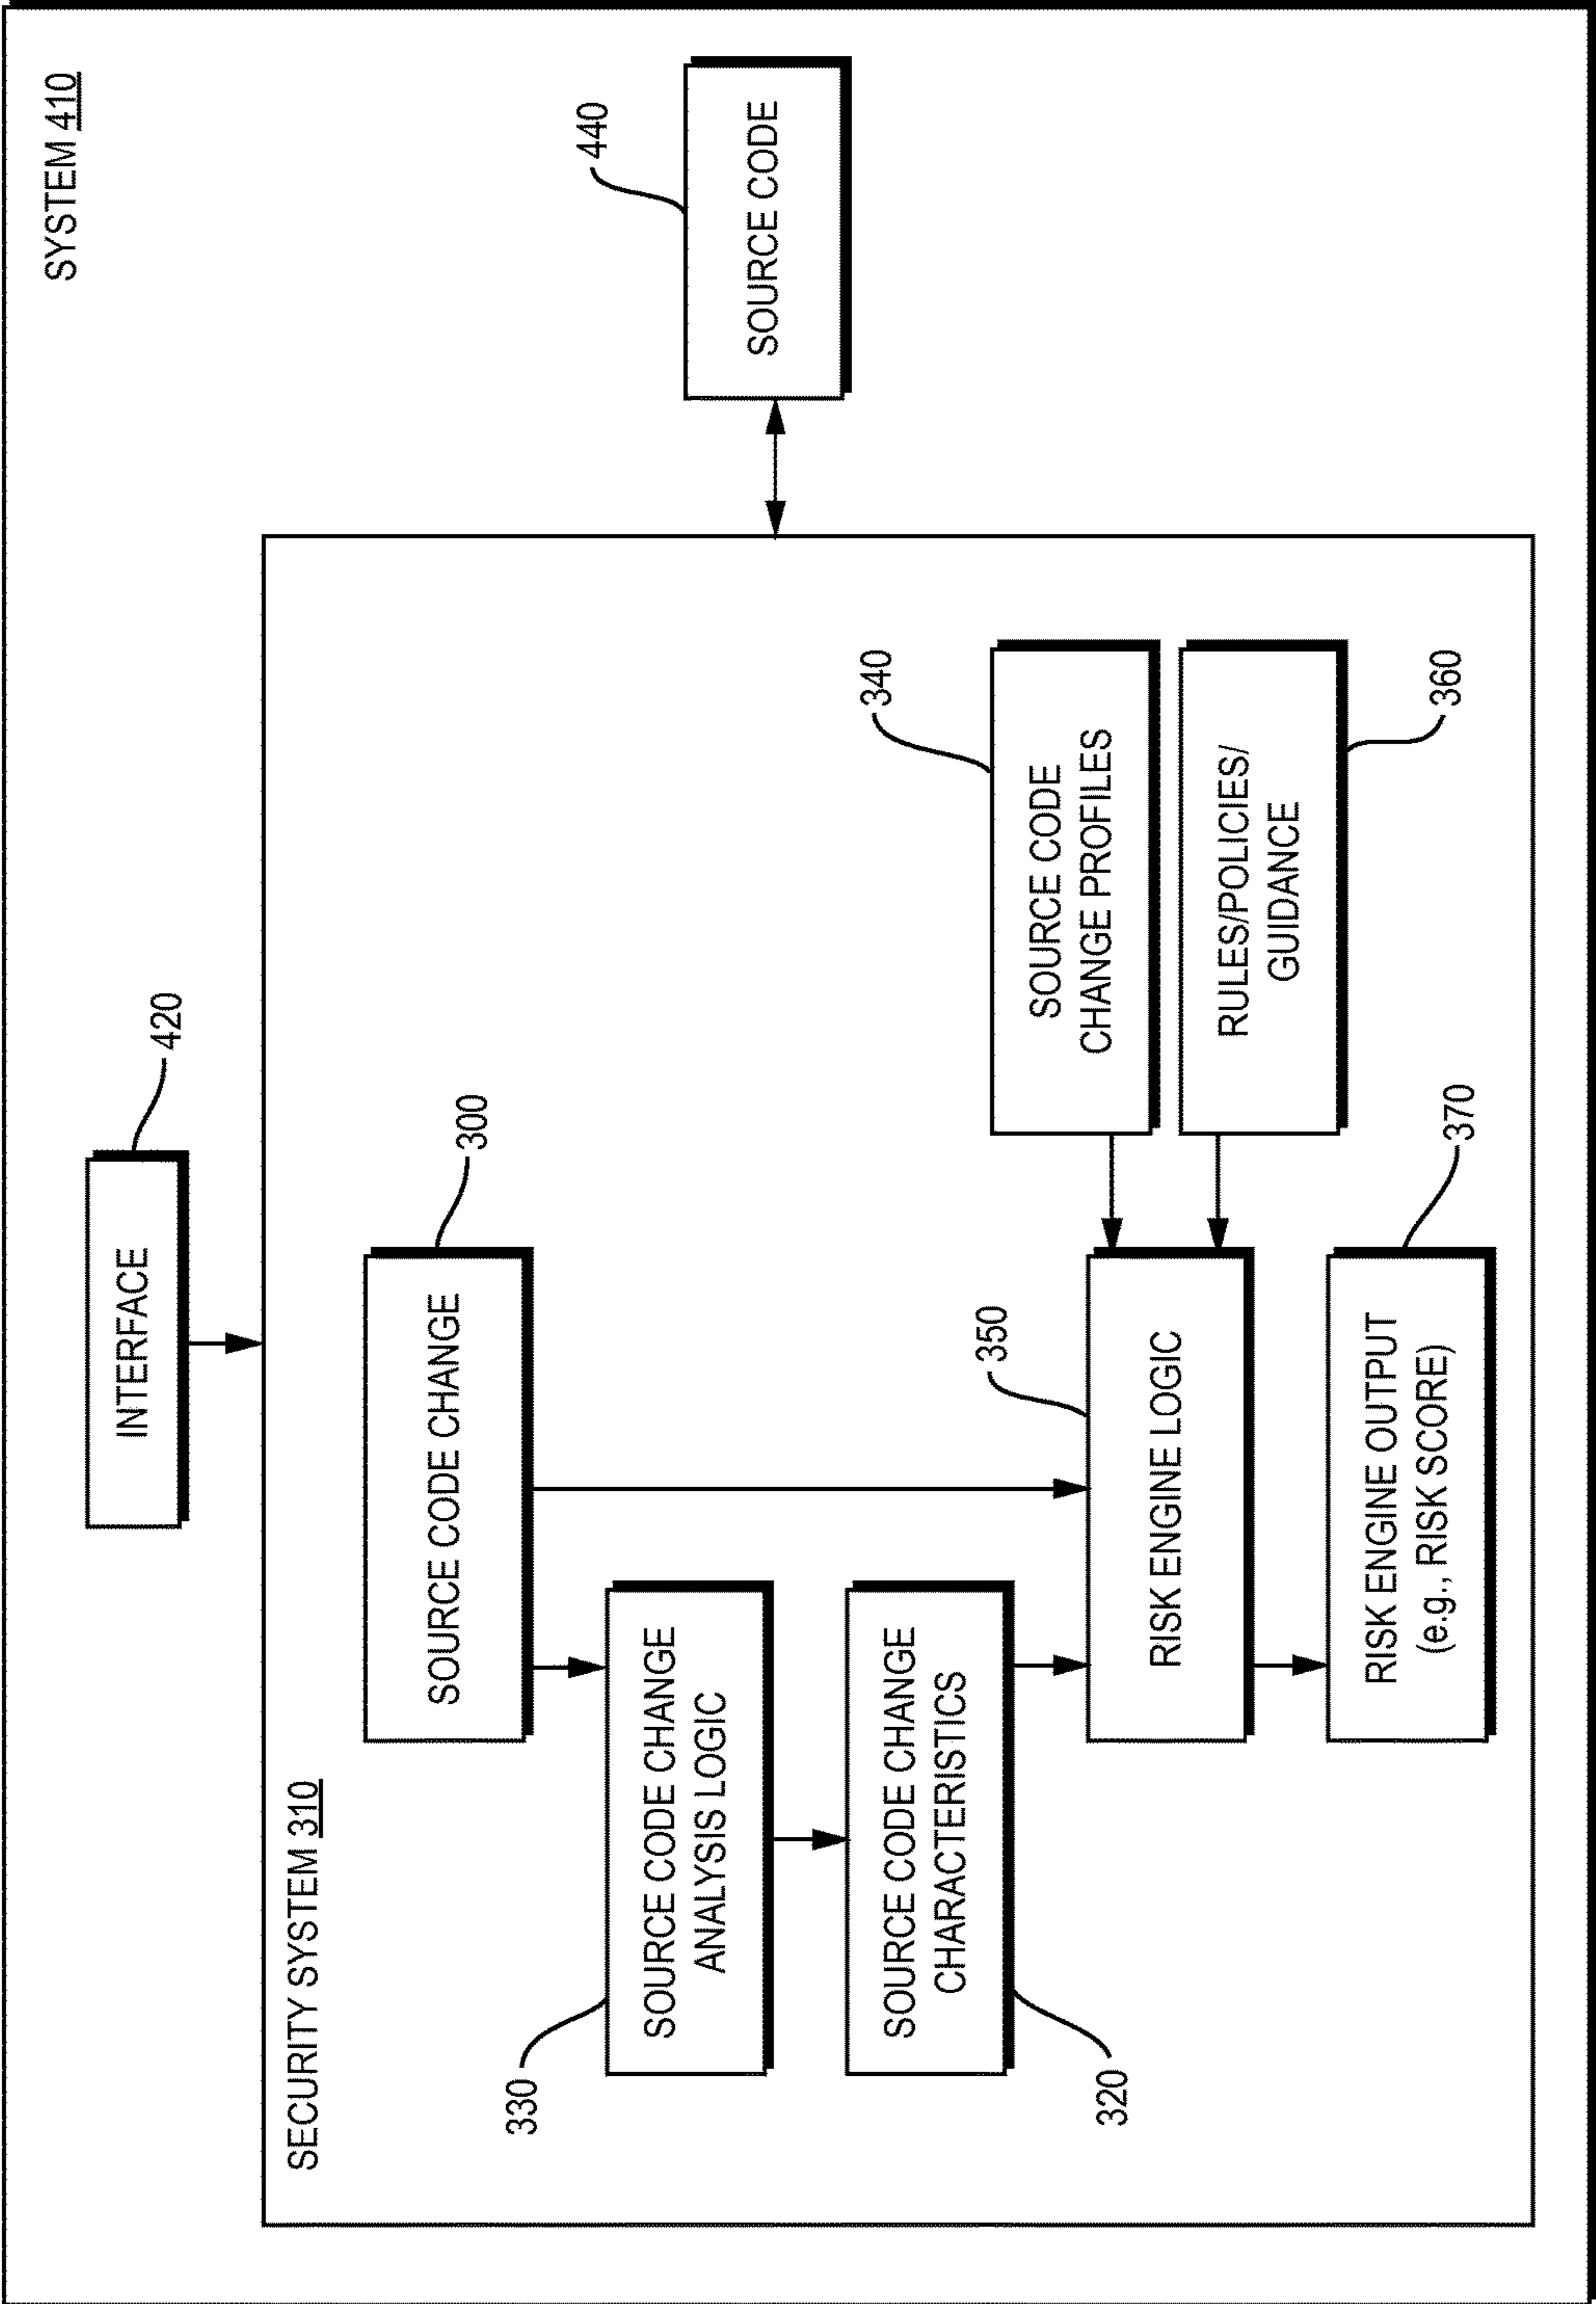 SYSTEM 410
INTERFACE
420
SECURITY SYSTEM 310
SOURCE CODE CHANGE
300
440
SOURCE CODE
330
SOURCE CODE CHANGE
ANALYSIS LOGIC
SOURCE CODE CHANGE
CHARACTERISTICS
320
340
SOURCE CODE
CHANGE PROFILES
350
RISK ENGINE LOGIC
RULES/POLICIES/
GUIDANCE
360
RISK ENGINE OUTPUT
(e.g., RISK SCORE)
370